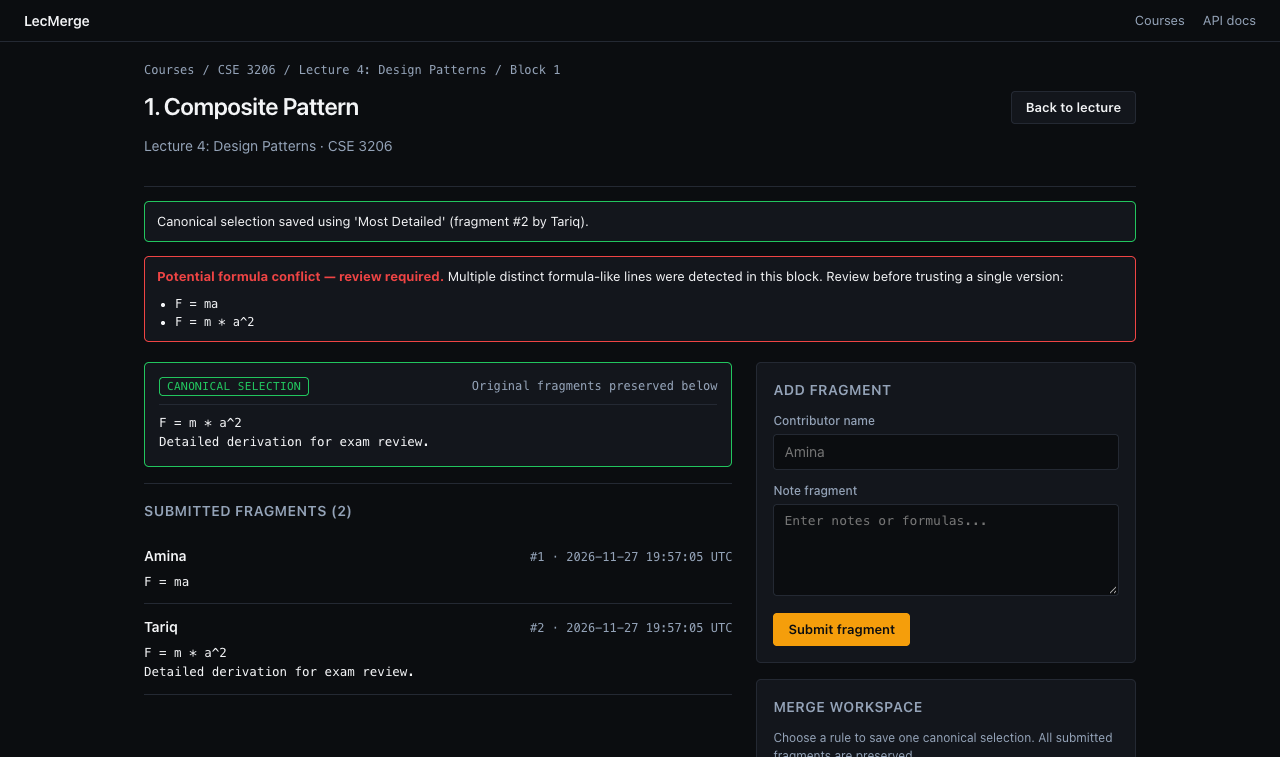 LecMerge
Courses API docs
Courses / CSE 3206 / Lecture 4: Design Patterns / Block 1
1. Composite Pattern
Back to lecture
Lecture 4: Design Patterns · CSE 3206
Canonical selection saved using 'Most Detailed' (fragment #2 by Tariq).
Potential formula conflict — review required. Multiple distinct formula-like lines were detected in this block. Review before trusting a single version:
• F = ma
• F = m * a^2
CANONICAL SELECTION
Original fragments preserved below
F = m * a^2
Detailed derivation for exam review.
SUBMITTED FRAGMENTS (2)
Amina
#1 · 2026-11-27 19:57:05 UTC
F = ma
Tariq
#2 · 2026-11-27 19:57:05 UTC
F = m * a^2
Detailed derivation for exam review.
ADD FRAGMENT
Contributor name
Amina
Note fragment
Enter notes or formulas...
Submit fragment
MERGE WORKSPACE
Choose a rule to save one canonical selection. All submitted
fragments are preserved.